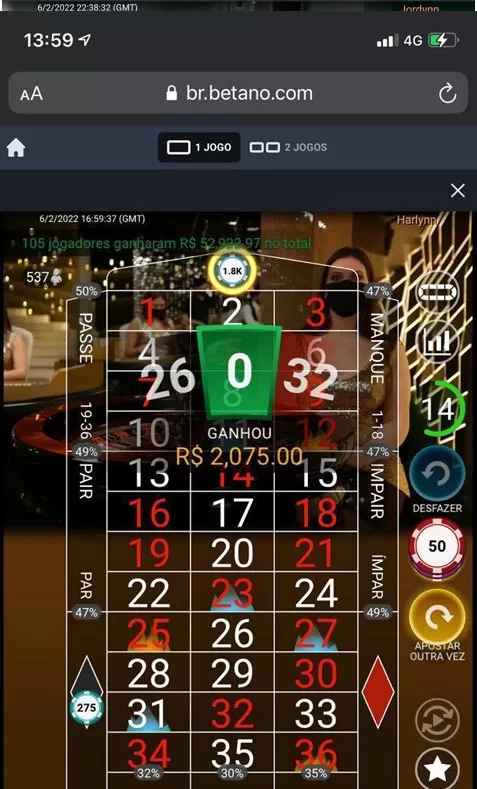 6/2/2022 22:38:32 (GMT)
Jordynn
13:59
4G
AA
br.betano.com
1 JOGO
2 JOGOS
6/2/2022 16:59:37 (GMT)
Harlynn
105 jogadores ganharam R$ 52,922.97 no total
537
1.8K
50%
47%
1 2 3
PASSE
MANQUE
4 6
26 0 32
7 8 9
14
GANHOU
19-36
1-18
10 12
R$ 2,075.00
49%
47%
13 14 15
PAIR
IMPAIR
DESFAZER
16 17 18
50
19 20 21
PAR
ÍMPAR
22 23 24
47%
49%
25 26 27
APOSTAR
OUTRA VEZ
28 29 30
275
31 32 33
34 35 36
32% 30% 35%